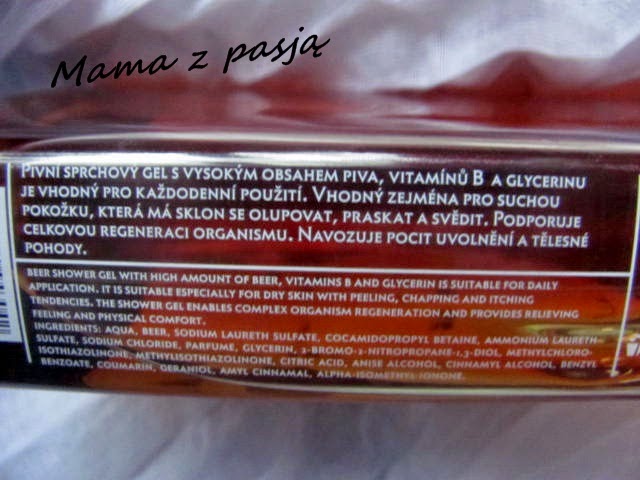 Mama z pasją
Pivní sprchový gel s vysokým obsahem piva, vitamínů B a glycerinu
je vhodný pro každodenní použití. Vhodný zejména pro suchou
pokožku, která má sklon se olupovat, praskat a svědit. Podporuje
celkovou regeneraci organismu. Navozuje pocit uvolnění a tělesné
pohody.
BEER SHOWER GEL WITH HIGH AMOUNT OF BEER, VITAMINS B AND GLYCERIN IS SUITABLE FOR DAILY
APPLICATION. IT IS SUITABLE ESPECIALLY FOR DRY SKIN WITH PEELING, CHAPPING AND ITCHING
TENDENCIES. THE SHOWER GEL ENABLES COMPLEX ORGANISM REGENERATION AND PROVIDES RELIEVING
FEELING AND PHYSICAL COMFORT.
INGREDIENTS: AQUA, BEER, SODIUM LAURETH SULFATE, COCAMIDOPROPYL BETAINE, AMMONIUM LAURETH-
SULFATE, SODIUM CHLORIDE, PARFUME, GLYCERIN, 2-BROMO-2-NITROPROPANE-1,3-DIOL, METHYLCHLORO-
ISOTHIAZOLINONE, METHYLISOTHIAZOLINONE, CITRIC ACID, ANISE ALCOHOL, CINNAMYL ALCOHOL, BENZYL
BENZOATE, COUMARIN, GERANIOL, AMYL CINNAMAL, ALPHA-ISOMETHYL-IONONE.